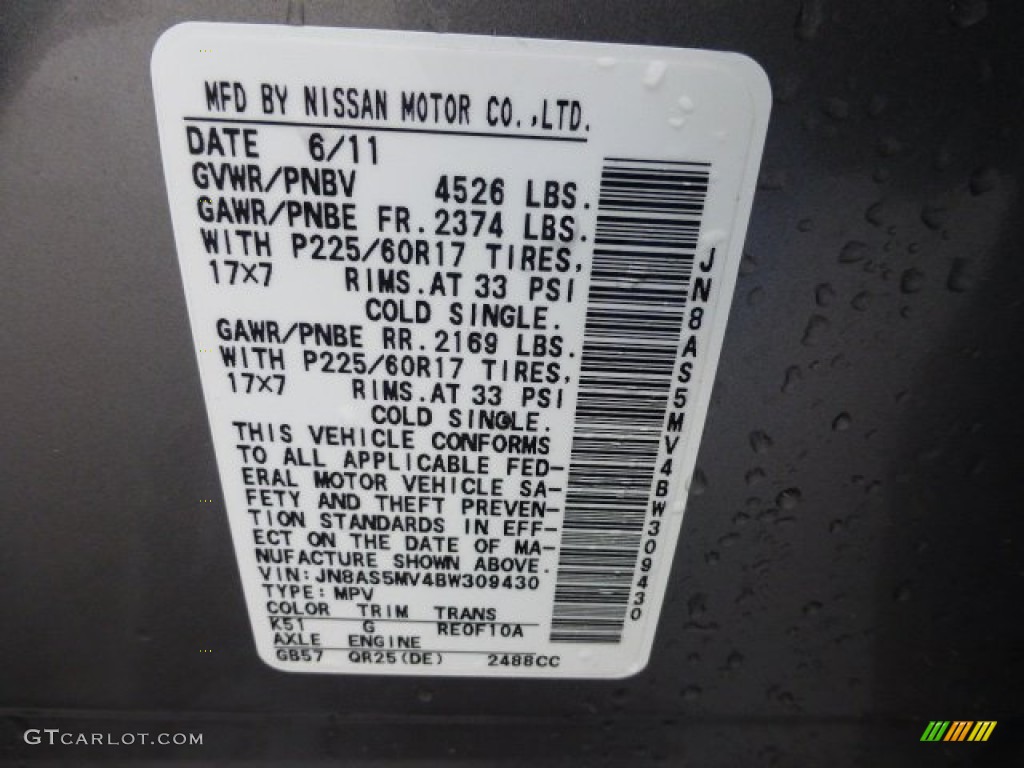 MFD BY NISSAN MOTOR CO.,LTD.
DATE 6/11
GVWR/PNBV 4526 LBS.
GAWR/PNBE FR. 2374 LBS.
WITH P225/60R17 TIRES,
17X7 RIMS.AT 33 PSI
COLD SINGLE.
GAWR/PNBE RR. 2169 LBS.
WITH P225/60R17 TIRES,
17X7 RIMS.AT 33 PSI
COLD SINGLE.
THIS VEHICLE CONFORMS
TO ALL APPLICABLE FED-
ERAL MOTOR VEHICLE SA-
FETY AND THEFT PREVEN-
TION STANDARDS IN EFF-
ECT ON THE DATE OF MA-
NUFACTURE SHOWN ABOVE.
VIN:JN8AS5MV4BW309430
TYPE:MPV
COLOR TRIM TRANS
K51 G RE0F10A
AXLE ENGINE
GB57 QR25(DE) 2488CC
JN8AS5MV4BW309430
GTCARLOT.COM